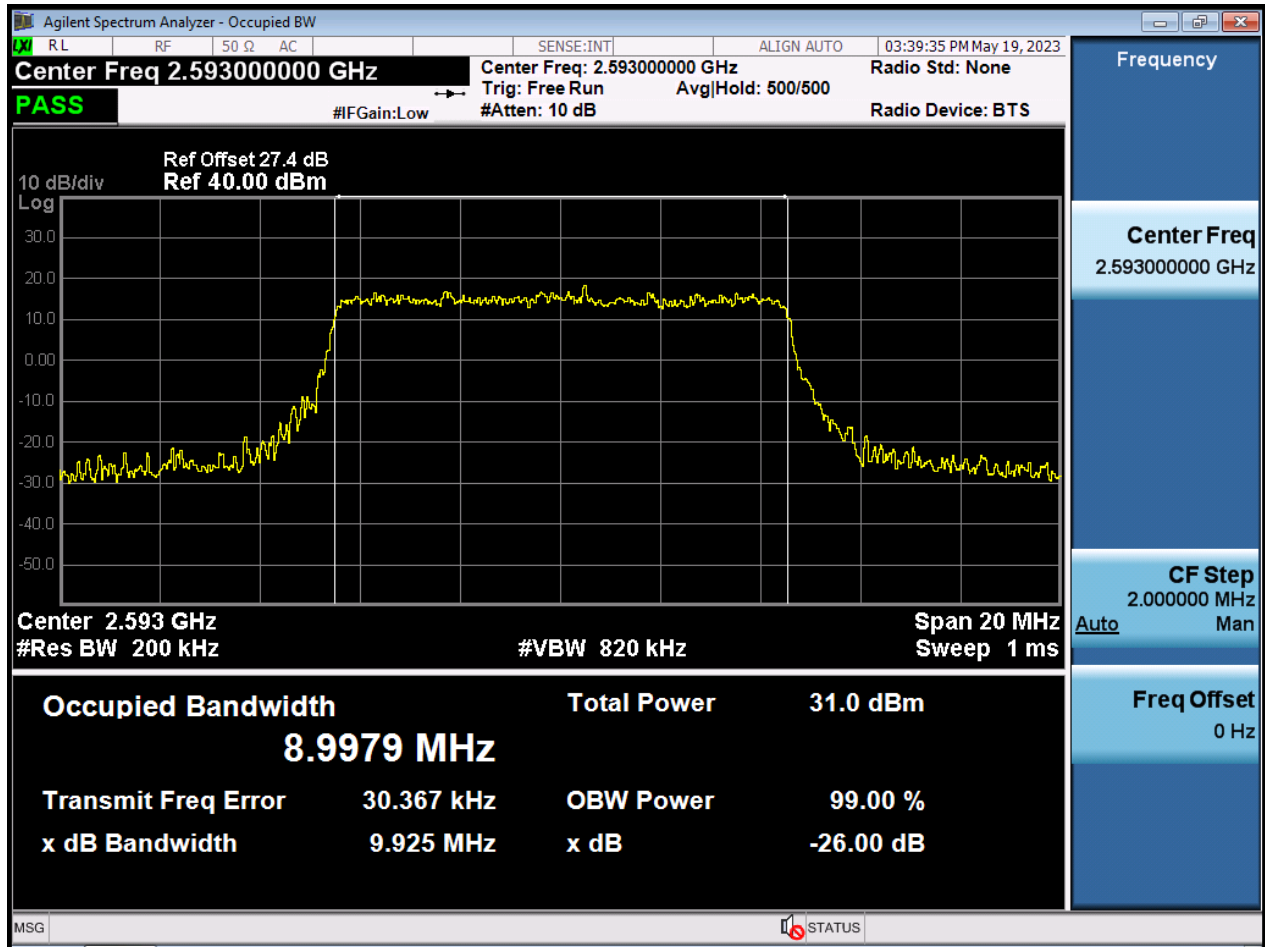 Agilent Spectrum Analyzer - Occupied BW
LXI RL RF 50 Ω AC SENSE:INT ALIGN AUTO 03:39:35 PM May 19, 2023
Center Freq 2.593000000 GHz
PASS
#IFGain:Low
Center Freq: 2.593000000 GHz
Trig: Free Run Avg|Hold: 500/500
#Atten: 10 dB
Radio Std: None
Radio Device: BTS
Ref Offset 27.4 dB
10 dB/div Ref 40.00 dBm
Log
30.0
20.0
10.0
0.00
-10.0
-20.0
-30.0
-40.0
-50.0
Center 2.593 GHz Span 20 MHz
#Res BW 200 kHz #VBW 820 kHz Sweep 1 ms
Occupied Bandwidth Total Power 31.0 dBm
8.9979 MHz
Transmit Freq Error 30.367 kHz OBW Power 99.00 %
x dB Bandwidth 9.925 MHz x dB -26.00 dB
MSG STATUS
Frequency
Center Freq
2.593000000 GHz
CF Step
2.000000 MHz
Auto Man
Freq Offset
0 Hz